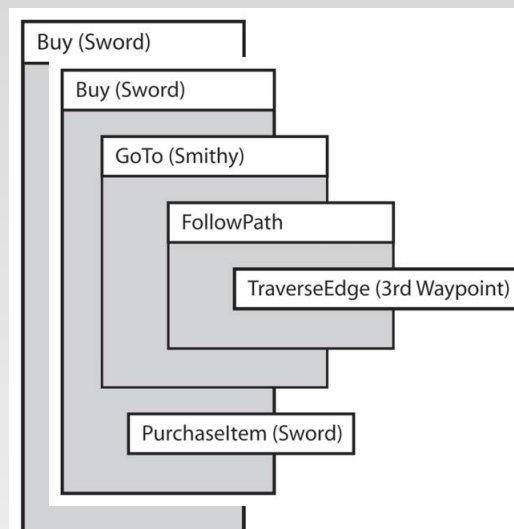 Buy (Sword)
Buy (Sword)
GoTo (Smithy)
FollowPath
TraverseEdge (3rd Waypoint)
PurchaseItem (Sword)